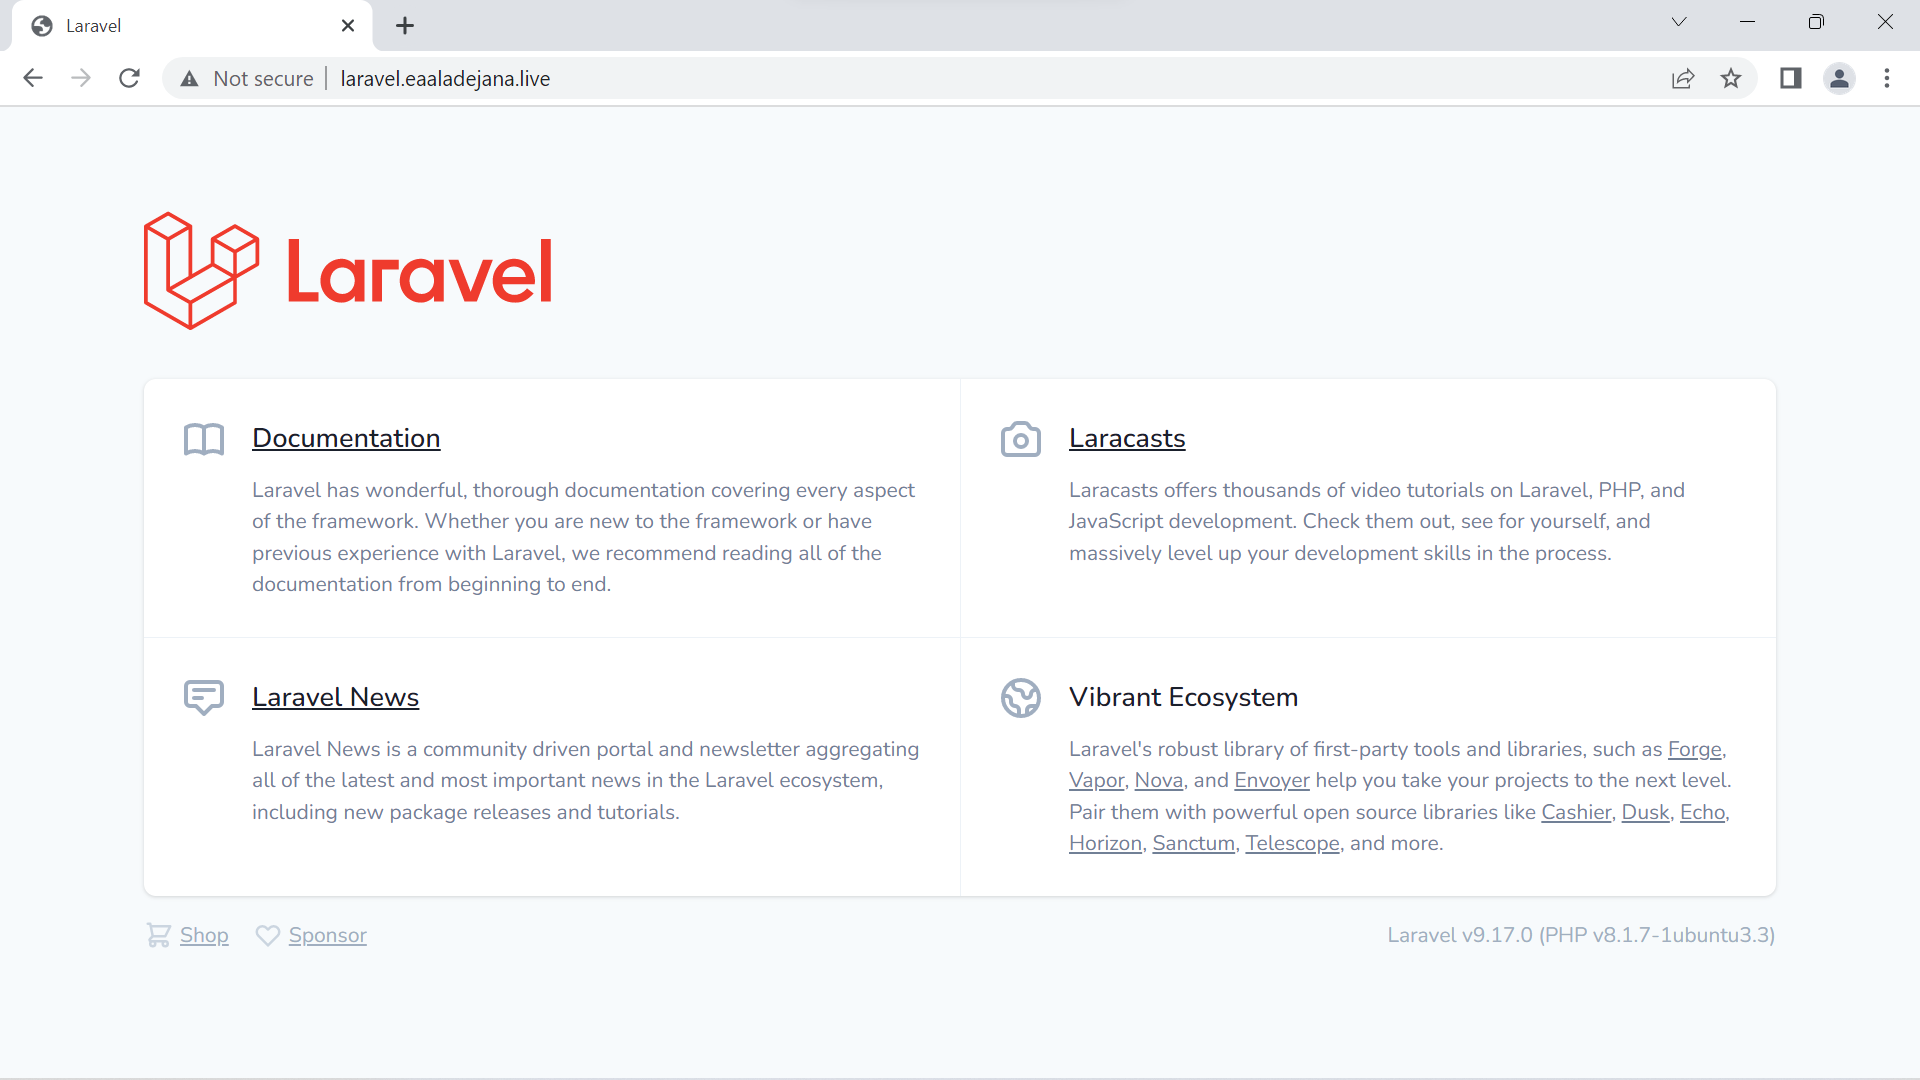 Laravel
Not secure
laravel.eaaladejana.live
Laravel
Documentation
Laravel has wonderful, thorough documentation covering every aspect
of the framework. Whether you are new to the framework or have
previous experience with Laravel, we recommend reading all of the
documentation from beginning to end.
Laracasts
Laracasts offers thousands of video tutorials on Laravel, PHP, and
JavaScript development. Check them out, see for yourself, and
massively level up your development skills in the process.
Laravel News
Laravel News is a community driven portal and newsletter aggregating
all of the latest and most important news in the Laravel ecosystem,
including new package releases and tutorials.
Vibrant Ecosystem
Laravel's robust library of first-party tools and libraries, such as Forge,
Vapor, Nova, and Envoyer help you take your projects to the next level.
Pair them with powerful open source libraries like Cashier, Dusk, Echo,
Horizon, Sanctum, Telescope, and more.
Shop
Sponsor
Laravel v9.17.0 (PHP v8.1.7-1ubuntu3.3)